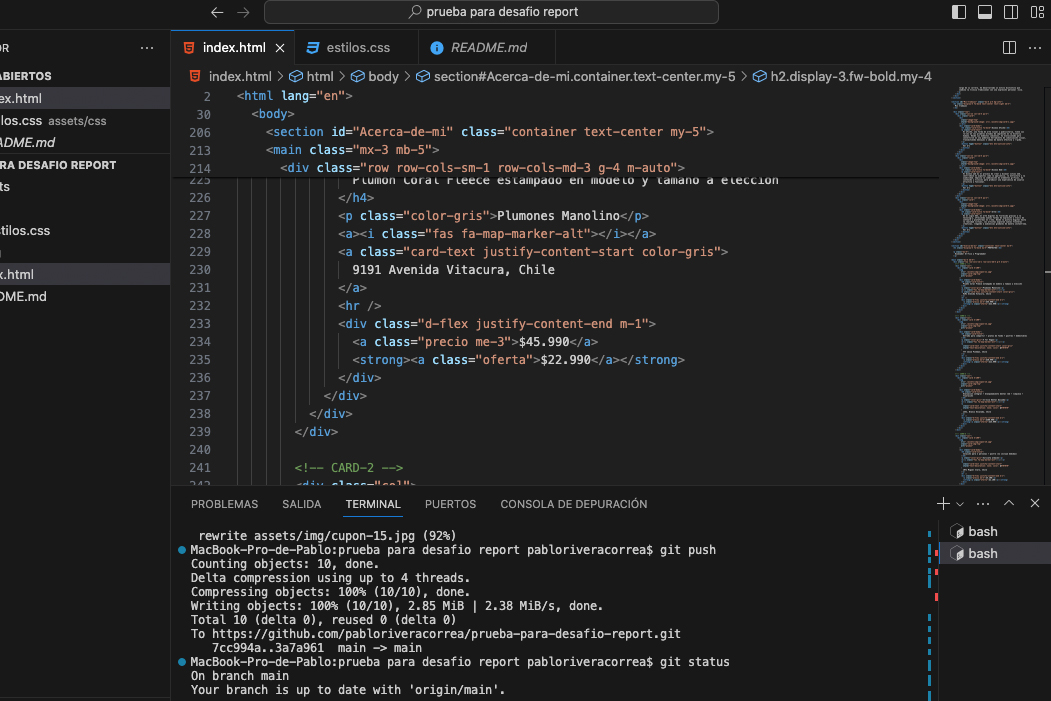 prueba para desafio report
OR
index.html
estilos.css
README.md
index.html > html > body > section#Acerca-de-mi.container.text-center.my-5 > h2.display-3.fw-bold.my-4
ABIERTOS
ex.html
los.css assets/css
ADME.md
RA DESAFIO REPORT
ts
stilos.css
x.html
DME.md
2 <html lang="en">
30 <body>
206 <section id="Acerca-de-mi" class="container text-center my-5">
213 <main class="mx-3 mb-5">
214 <div class="row row-cols-sm-1 row-cols-md-3 g-4 m-auto">
225 Plumon Coral Fleece estampado en modelo y tamaño a elección
226 </h4>
227 <p class="color-gris">Plumones Manolino</p>
228 <a><i class="fas fa-map-marker-alt"></i></a>
229 <a class="card-text justify-content-start color-gris">
230 9191 Avenida Vitacura, Chile
231 </a>
232 <hr />
233 <div class="d-flex justify-content-end m-1">
234 <a class="precio me-3">$45.990</a>
235 <strong><a class="oferta">$22.990</a></strong>
236 </div>
237 </div>
238 </div>
239 </div>
240
241 <!-- CARD-2 -->
242 <div class="col">
PROBLEMAS SALIDA TERMINAL PUERTOS CONSOLA DE DEPURACIÓN
rewrite assets/img/cupon-15.jpg (92%)
MacBook-Pro-de-Pablo:prueba para desafio report pabloriveracorrea$ git push
Counting objects: 10, done.
Delta compression using up to 4 threads.
Compressing objects: 100% (10/10), done.
Writing objects: 100% (10/10), 2.85 MiB | 2.38 MiB/s, done.
Total 10 (delta 0), reused 0 (delta 0)
To https://github.com/pabloriveracorrea/prueba-para-desafio-report.git
7cc994a..3a7a961 main -> main
MacBook-Pro-de-Pablo:prueba para desafio report pabloriveracorrea$ git status
On branch main
Your branch is up to date with 'origin/main'.
bash
bash